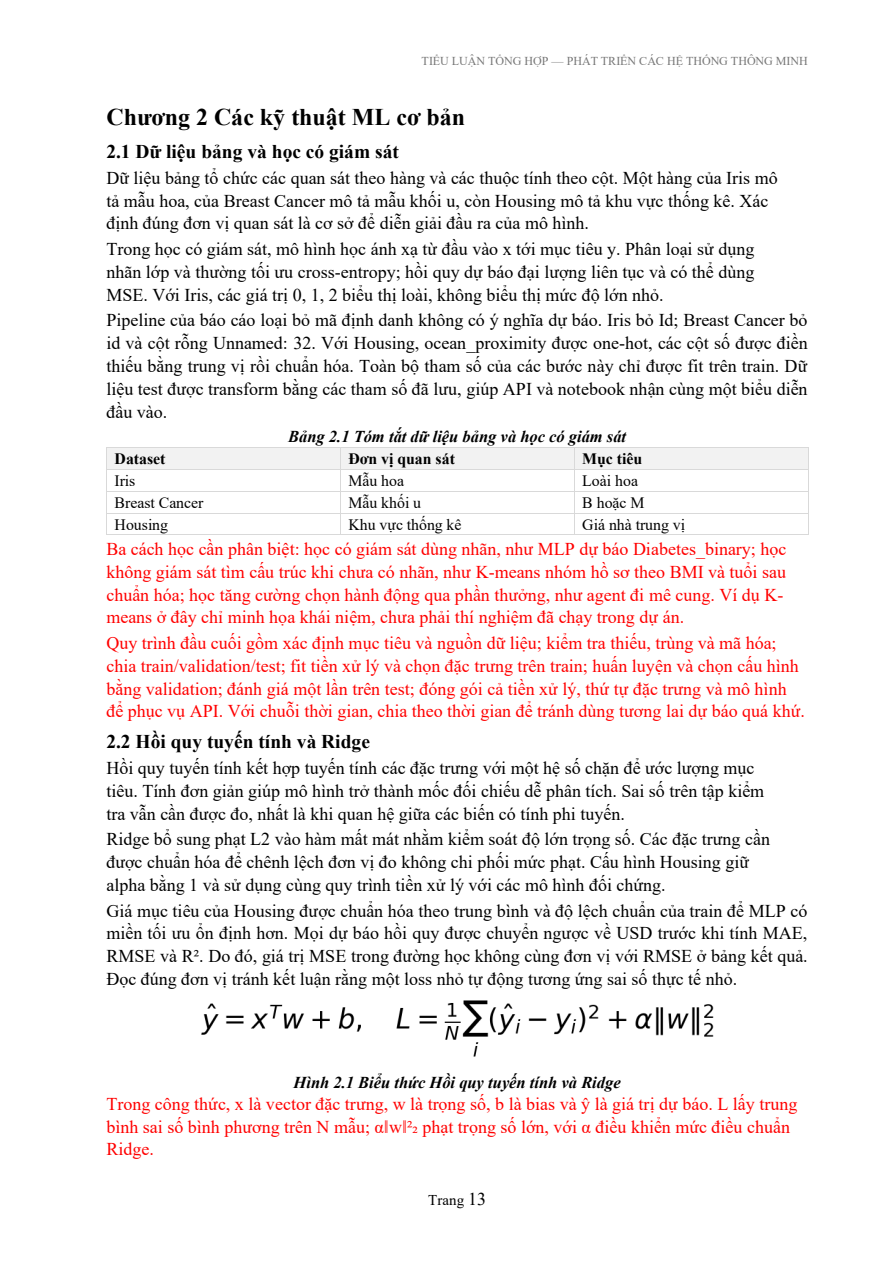 TIỂU LUẬN TỔNG HỢP — PHÁT TRIỂN CÁC HỆ THỐNG THÔNG MINH
Chương 2 Các kỹ thuật ML cơ bản
2.1 Dữ liệu bảng và học có giám sát
Dữ liệu bảng tổ chức các quan sát theo hàng và các thuộc tính theo cột. Một hàng của Iris mô
tả mẫu hoa, của Breast Cancer mô tả mẫu khối u, còn Housing mô tả khu vực thống kê. Xác
định đúng đơn vị quan sát là cơ sở để diễn giải đầu ra của mô hình.
Trong học có giám sát, mô hình học ánh xạ từ đầu vào x tới mục tiêu y. Phân loại sử dụng
nhãn lớp và thường tối ưu cross-entropy; hồi quy dự báo đại lượng liên tục và có thể dùng
MSE. Với Iris, các giá trị 0, 1, 2 biểu thị loài, không biểu thị mức độ lớn nhỏ.
Pipeline của báo cáo loại bỏ mã định danh không có ý nghĩa dự báo. Iris bỏ Id; Breast Cancer bỏ
id và cột rỗng Unnamed: 32. Với Housing, ocean_proximity được one-hot, các cột số được điền
thiếu bằng trung vị rồi chuẩn hóa. Toàn bộ tham số của các bước này chỉ được fit trên train. Dữ
liệu test được transform bằng các tham số đã lưu, giúp API và notebook nhận cùng một biểu diễn
đầu vào.
Bảng 2.1 Tóm tắt dữ liệu bảng và học có giám sát
Dataset Đơn vị quan sát Mục tiêu
Iris Mẫu hoa Loài hoa
Breast Cancer Mẫu khối u B hoặc M
Housing Khu vực thống kê Giá nhà trung vị
Ba cách học cần phân biệt: học có giám sát dùng nhãn, như MLP dự báo Diabetes_binary; học
không giám sát tìm cấu trúc khi chưa có nhãn, như K-means nhóm hồ sơ theo BMI và tuổi sau
chuẩn hóa; học tăng cường chọn hành động qua phần thưởng, như agent đi mê cung. Ví dụ K-
means ở đây chỉ minh họa khái niệm, chưa phải thí nghiệm đã chạy trong dự án.
Quy trình đầu cuối gồm xác định mục tiêu và nguồn dữ liệu; kiểm tra thiếu, trùng và mã hóa;
chia train/validation/test; fit tiền xử lý và chọn đặc trưng trên train; huấn luyện và chọn cấu hình
bằng validation; đánh giá một lần trên test; đóng gói cả tiền xử lý, thứ tự đặc trưng và mô hình
để phục vụ API. Với chuỗi thời gian, chia theo thời gian để tránh dùng tương lai dự báo quá khứ.
2.2 Hồi quy tuyến tính và Ridge
Hồi quy tuyến tính kết hợp tuyến tính các đặc trưng với một hệ số chặn để ước lượng mục
tiêu. Tính đơn giản giúp mô hình trở thành mốc đối chiếu dễ phân tích. Sai số trên tập kiểm
tra vẫn cần được đo, nhất là khi quan hệ giữa các biến có tính phi tuyến.
Ridge bổ sung phạt L2 vào hàm mất mát nhằm kiểm soát độ lớn trọng số. Các đặc trưng cần
được chuẩn hóa để chênh lệch đơn vị đo không chi phối mức phạt. Cấu hình Housing giữ
alpha bằng 1 và sử dụng cùng quy trình tiền xử lý với các mô hình đối chứng.
Giá mục tiêu của Housing được chuẩn hóa theo trung bình và độ lệch chuẩn của train để MLP có
miền tối ưu ổn định hơn. Mọi dự báo hồi quy được chuyển ngược về USD trước khi tính MAE,
RMSE và R². Do đó, giá trị MSE trong đường học không cùng đơn vị với RMSE ở bảng kết quả.
Đọc đúng đơn vị tránh kết luận rằng một loss nhỏ tự động tương ứng sai số thực tế nhỏ.
ŷ = xᵀw + b, L = 1/N ∑ᵢ (ŷᵢ − yᵢ)² + α‖w‖²₂
Hình 2.1 Biểu thức Hồi quy tuyến tính và Ridge
Trong công thức, x là vector đặc trưng, w là trọng số, b là bias và ŷ là giá trị dự báo. L lấy trung
bình sai số bình phương trên N mẫu; α‖w‖²₂ phạt trọng số lớn, với α điều khiển mức điều chuẩn
Ridge.
Trang 13